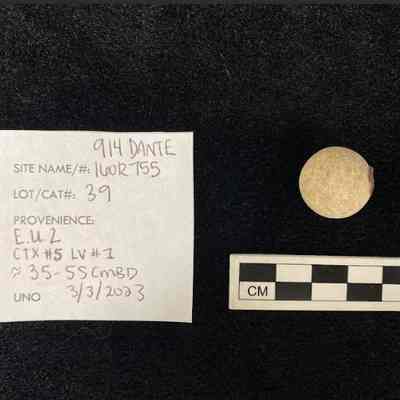 914 DANTE
SITE NAME/#: 16OR755
LOT/CAT#: 39
PROVENIENCE:
E.U 2
CTX #5 LV #1
≈ 35-55 cmBD
UNO 3/3/2023
CM